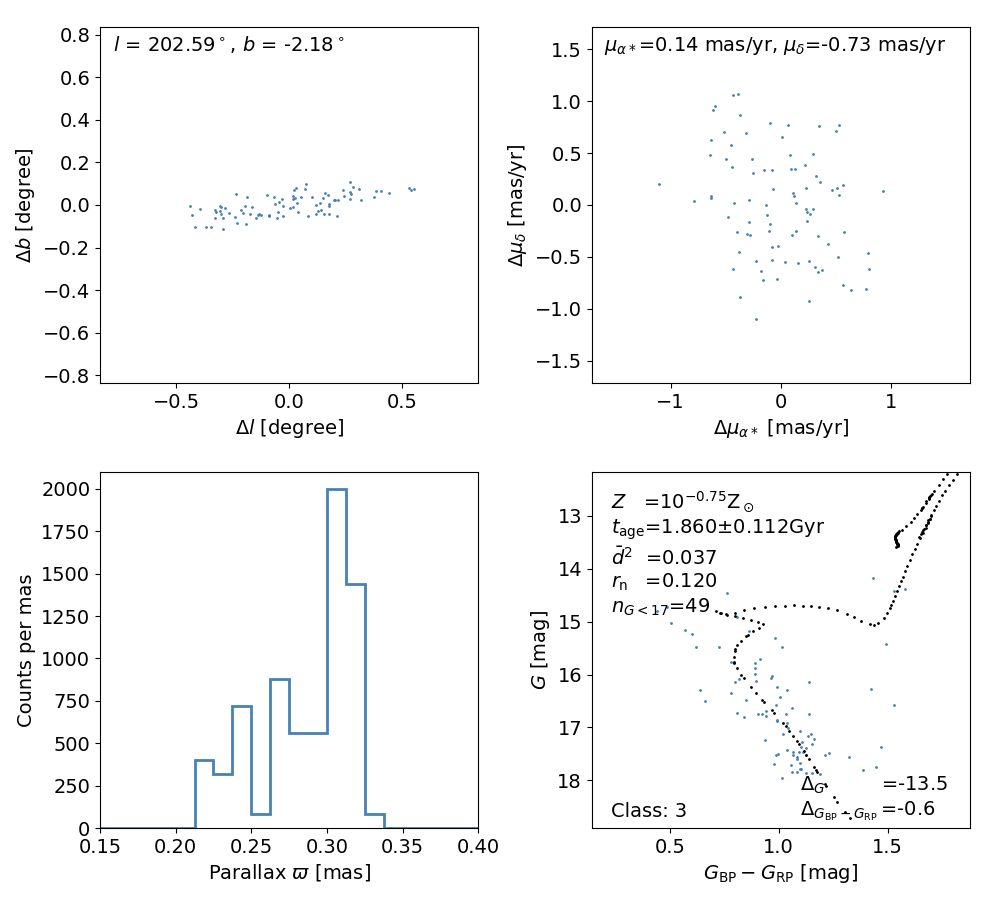 l = 202.59°, b = -2.18°
0.8
0.6
0.4
0.2
0.0
−0.2
−0.4
−0.6
−0.8
Δb [degree]
−0.5 0.0 0.5
Δl [degree]
μα*=0.14 mas/yr, μδ=-0.73 mas/yr
1.5
1.0
0.5
0.0
−0.5
−1.0
−1.5
Δμδ [mas/yr]
−1 0 1
Δμα* [mas/yr]
2000
1750
1500
1250
1000
750
500
250
0
Counts per mas
0.15 0.20 0.25 0.30 0.35 0.40
Parallax ϖ [mas]
Z =10^−0.75 Z⊙
tage=1.860±0.112Gyr
d̄² =0.037
rn =0.120
nG<17=49
13
14
15
16
17
18
G [mag]
ΔG =-13.5
ΔGBP−GRP=-0.6
Class: 3
0.5 1.0 1.5
GBP − GRP [mag]